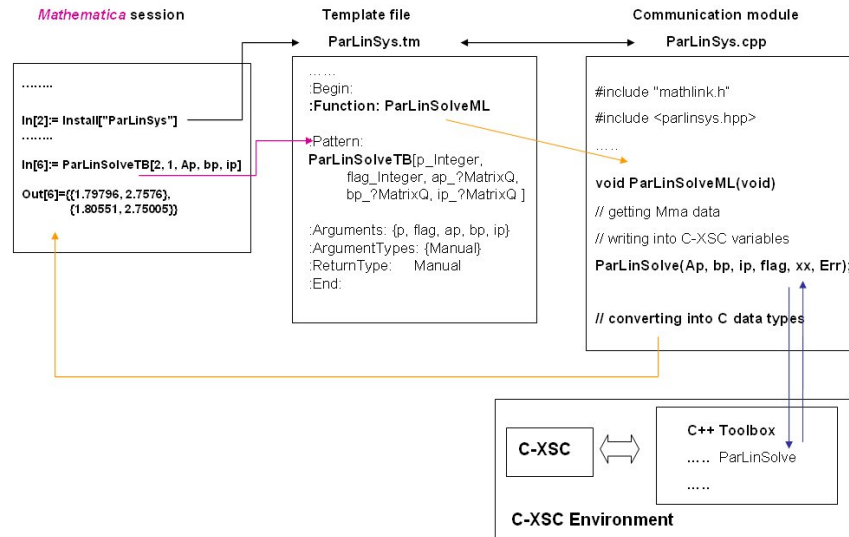 Mathematica session
........
In[2]:= Install["ParLinSys"]
........
In[6]:= ParLinSolveTB[2, 1, Ap, bp, ip]
Out[6]={{1.79796, 2.7576},
{1.80551, 2.75005}}
Template file
ParLinSys.tm
......
:Begin:
:Function: ParLinSolveML
:Pattern:
ParLinSolveTB[p_Integer,
flag_Integer, ap_?MatrixQ,
bp_?MatrixQ, ip_?MatrixQ ]
:Arguments: {p, flag, ap, bp, ip}
:ArgumentTypes: {Manual}
:ReturnType: Manual
:End:
Communication module
ParLinSys.cpp
#include "mathlink.h"
#include <parlinsys.hpp>
.....
void ParLinSolveML(void)
// getting Mma data
// writing into C-XSC variables
ParLinSolve(Ap, bp, ip, flag, xx, Err);
// converting into C data types
C-XSC
C++ Toolbox
..... ParLinSolve
.....
C-XSC Environment